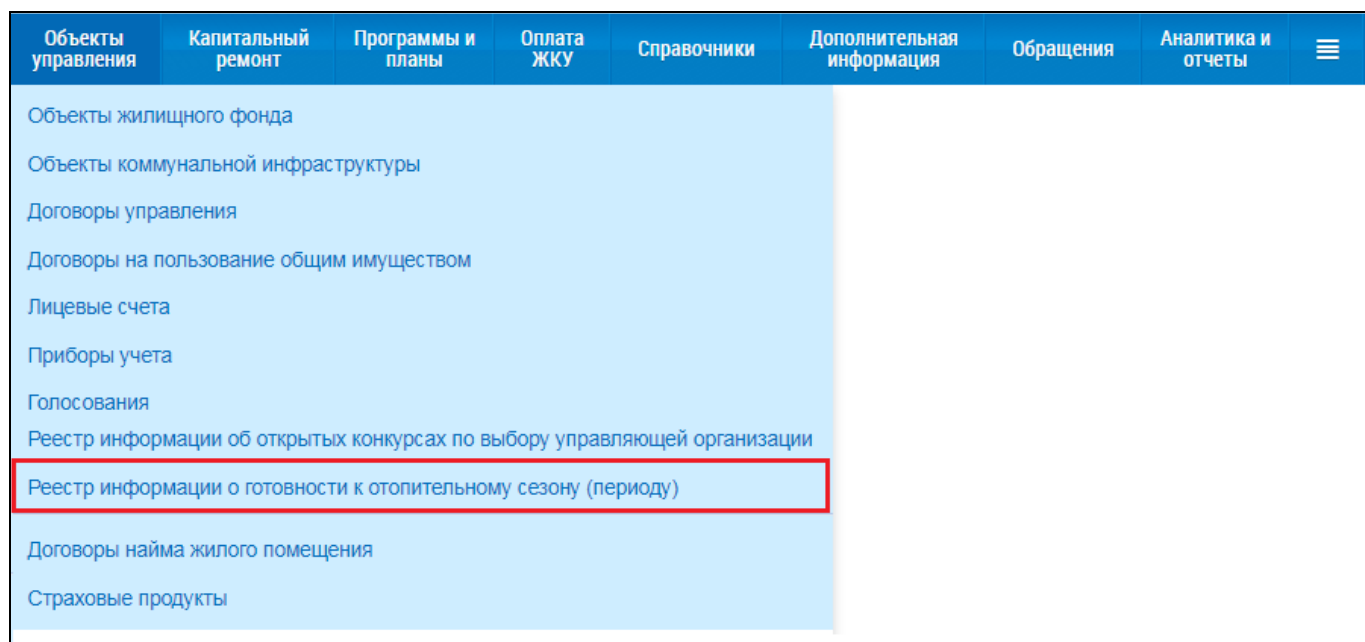 Объекты управления
Капитальный ремонт
Программы и планы
Оплата ЖКУ
Справочники
Дополнительная информация
Обращения
Аналитика и отчеты
Объекты жилищного фонда
Объекты коммунальной инфраструктуры
Договоры управления
Договоры на пользование общим имуществом
Лицевые счета
Приборы учета
Голосования
Реестр информации об открытых конкурсах по выбору управляющей организации
Реестр информации о готовности к отопительному сезону (периоду)
Договоры найма жилого помещения
Страховые продукты